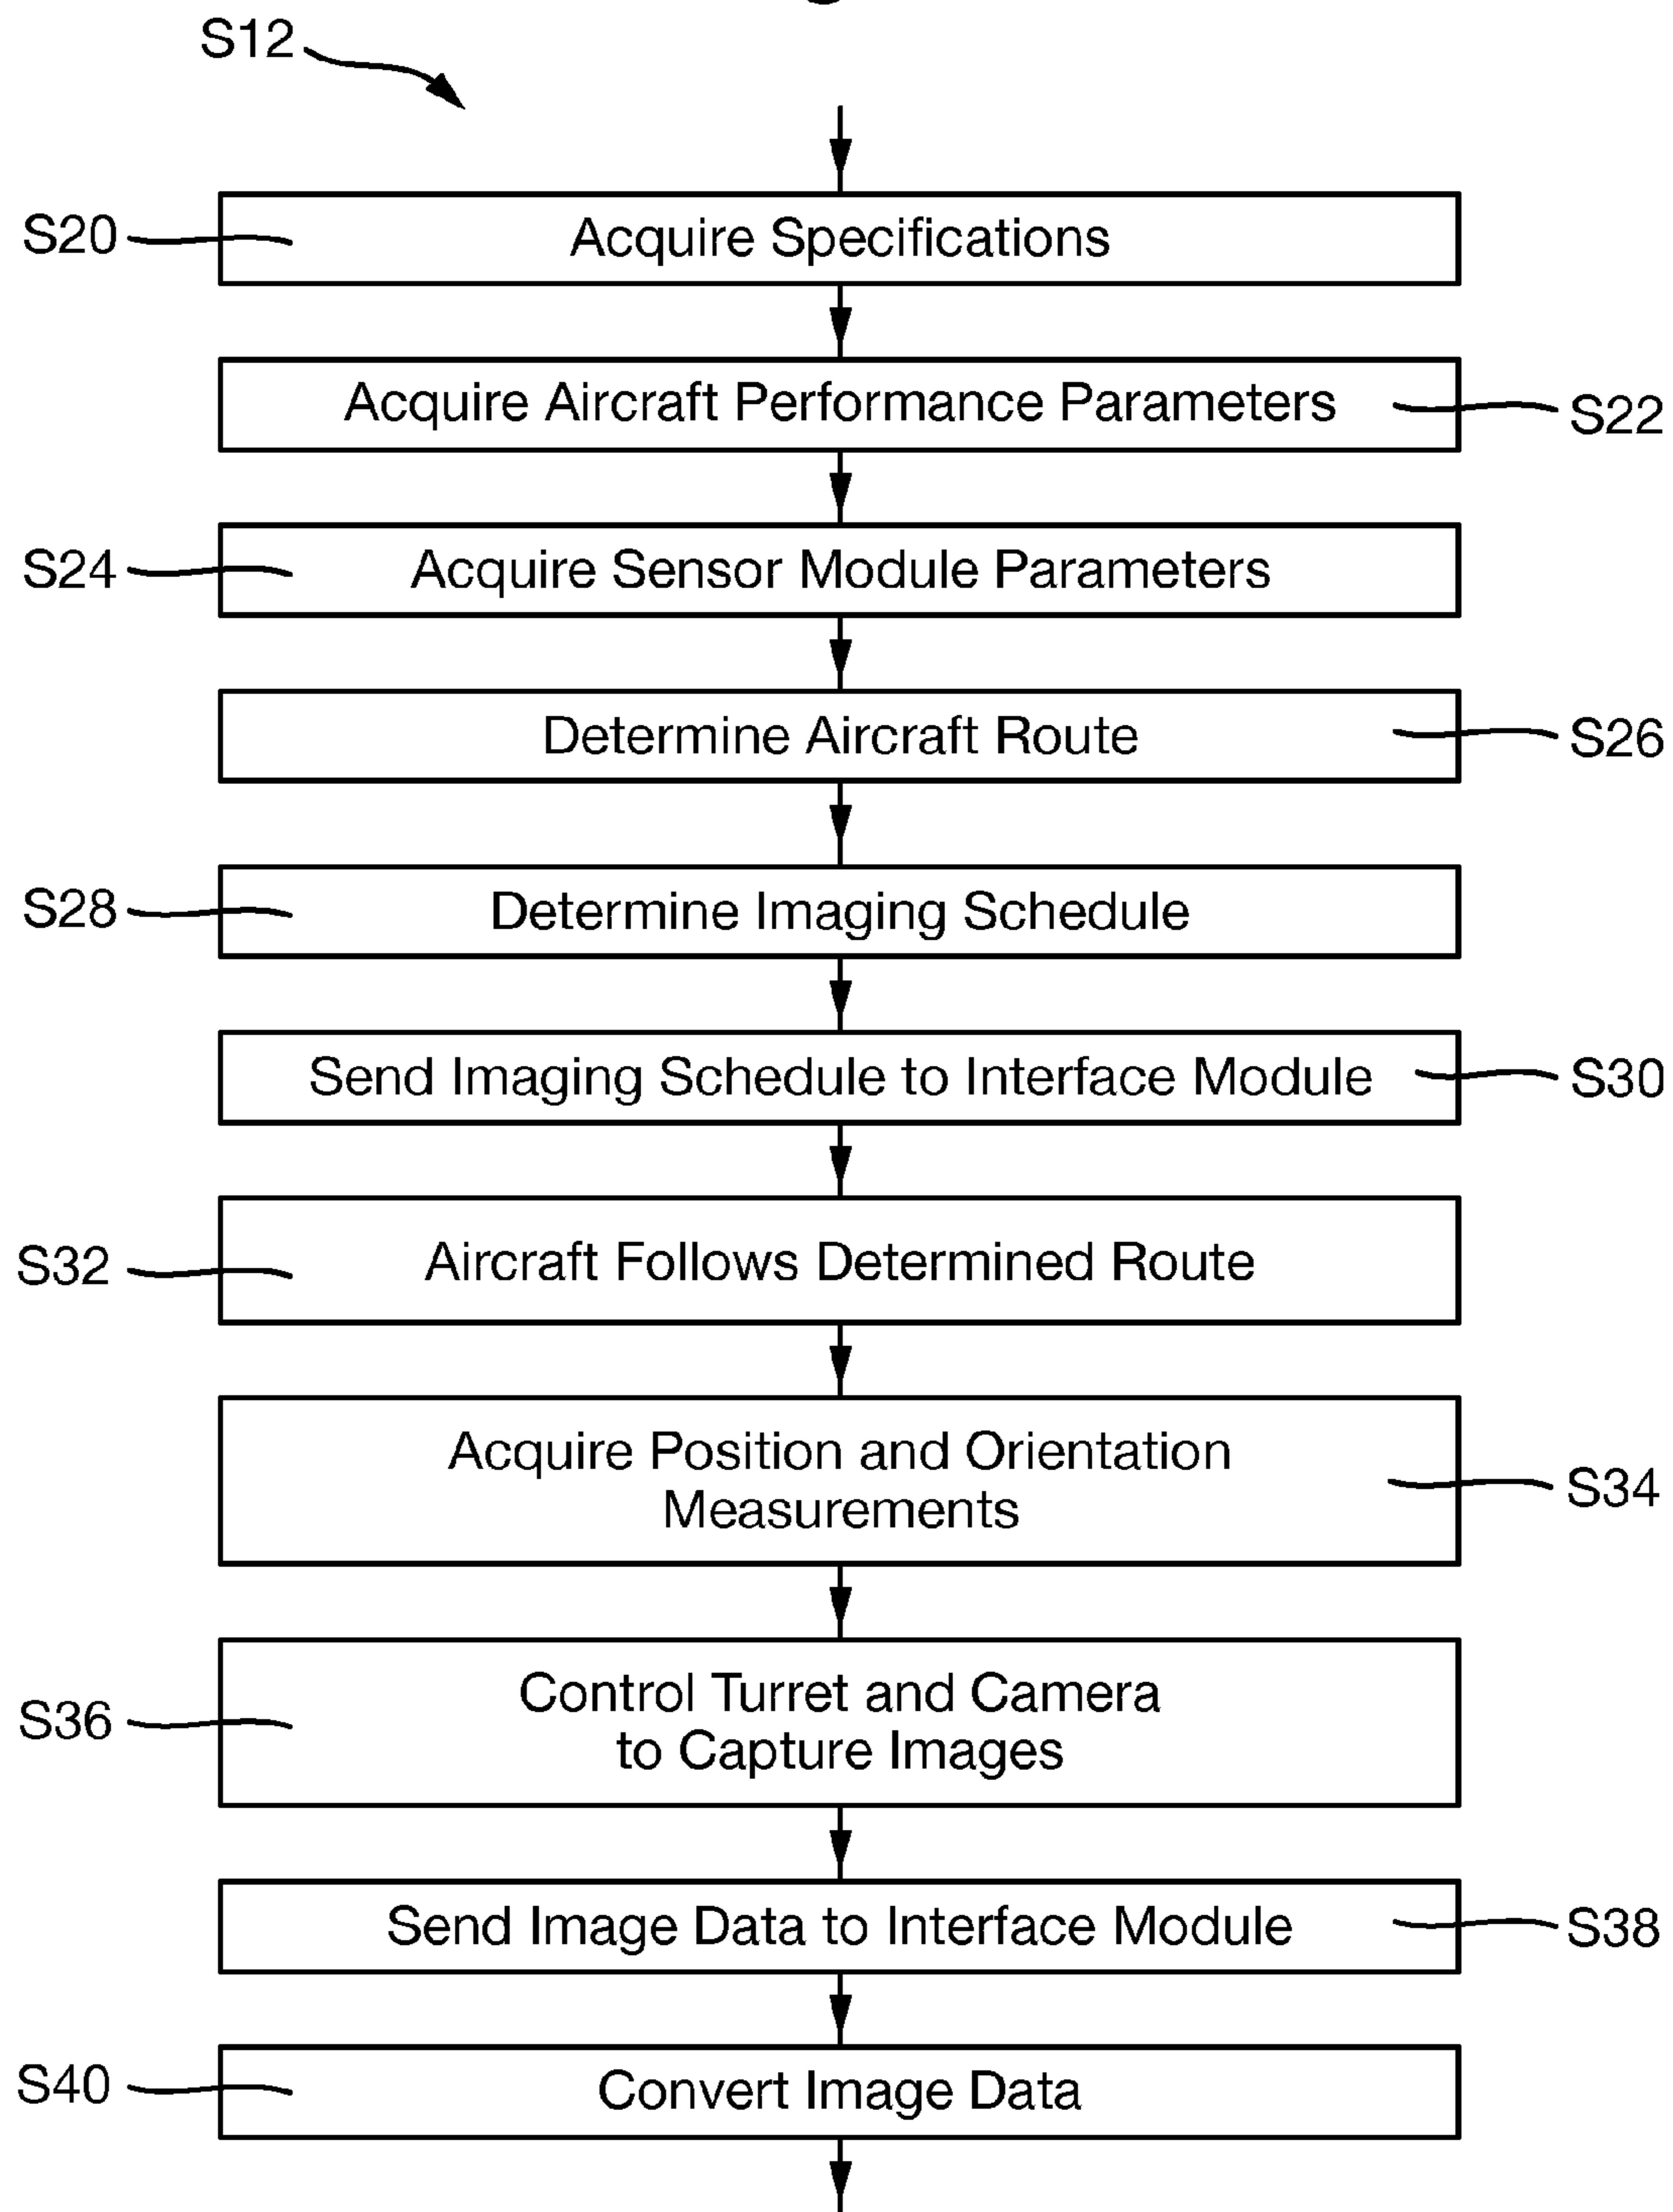 S12
S20
Acquire Specifications
Acquire Aircraft Performance Parameters
S22
S24
Acquire Sensor Module Parameters
Determine Aircraft Route
S26
S28
Determine Imaging Schedule
Send Imaging Schedule to Interface Module
S30
S32
Aircraft Follows Determined Route
Acquire Position and Orientation
Measurements
S34
S36
Control Turret and Camera
to Capture Images
Send Image Data to Interface Module
S38
S40
Convert Image Data